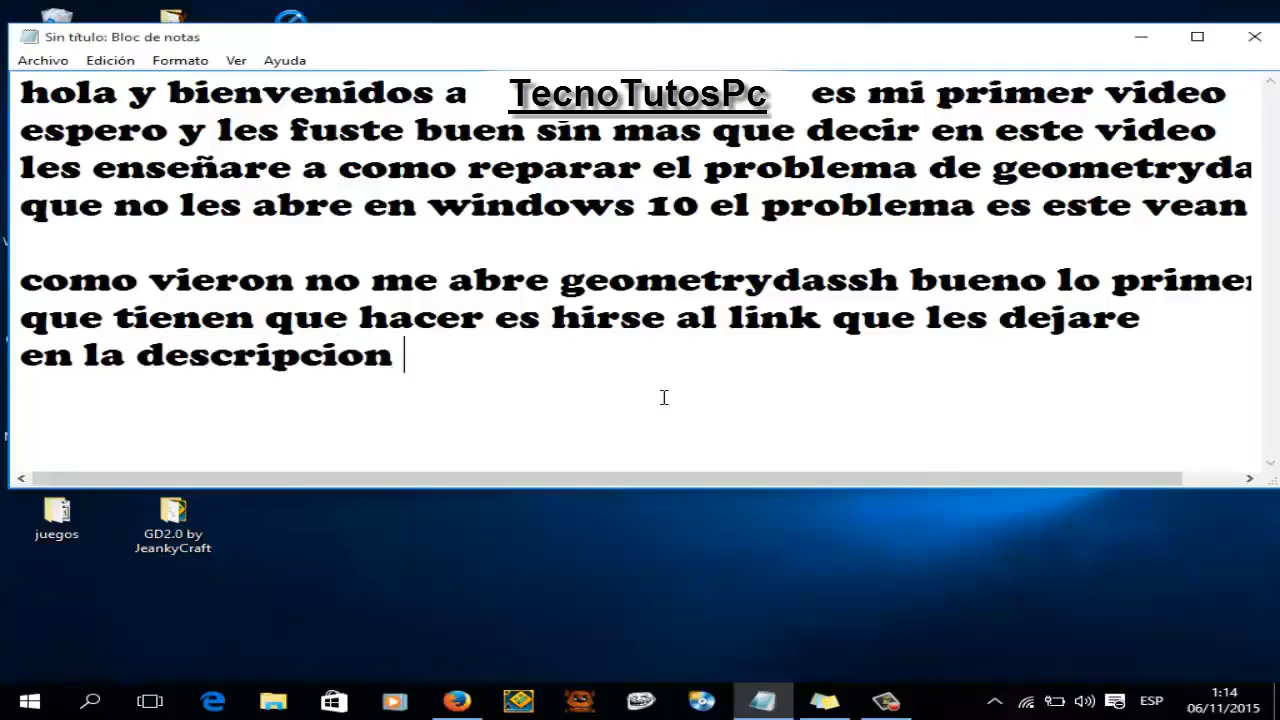 Sin título: Bloc de notas
Archivo Edición Formato Ver Ayuda
hola y bienvenidos a TecnoTutosPc es mi primer video
espero y les fuste buen sin mas que decir en este video
les enseñare a como reparar el problema de geometryda
que no les abre en windows 10 el problema es este vean
como vieron no me abre geometrydassh bueno lo primer
que tienen que hacer es hirse al link que les dejare
en la descripcion
juegos
GD2.0 by
JeankyCraft
ESP
1:14
06/11/2015